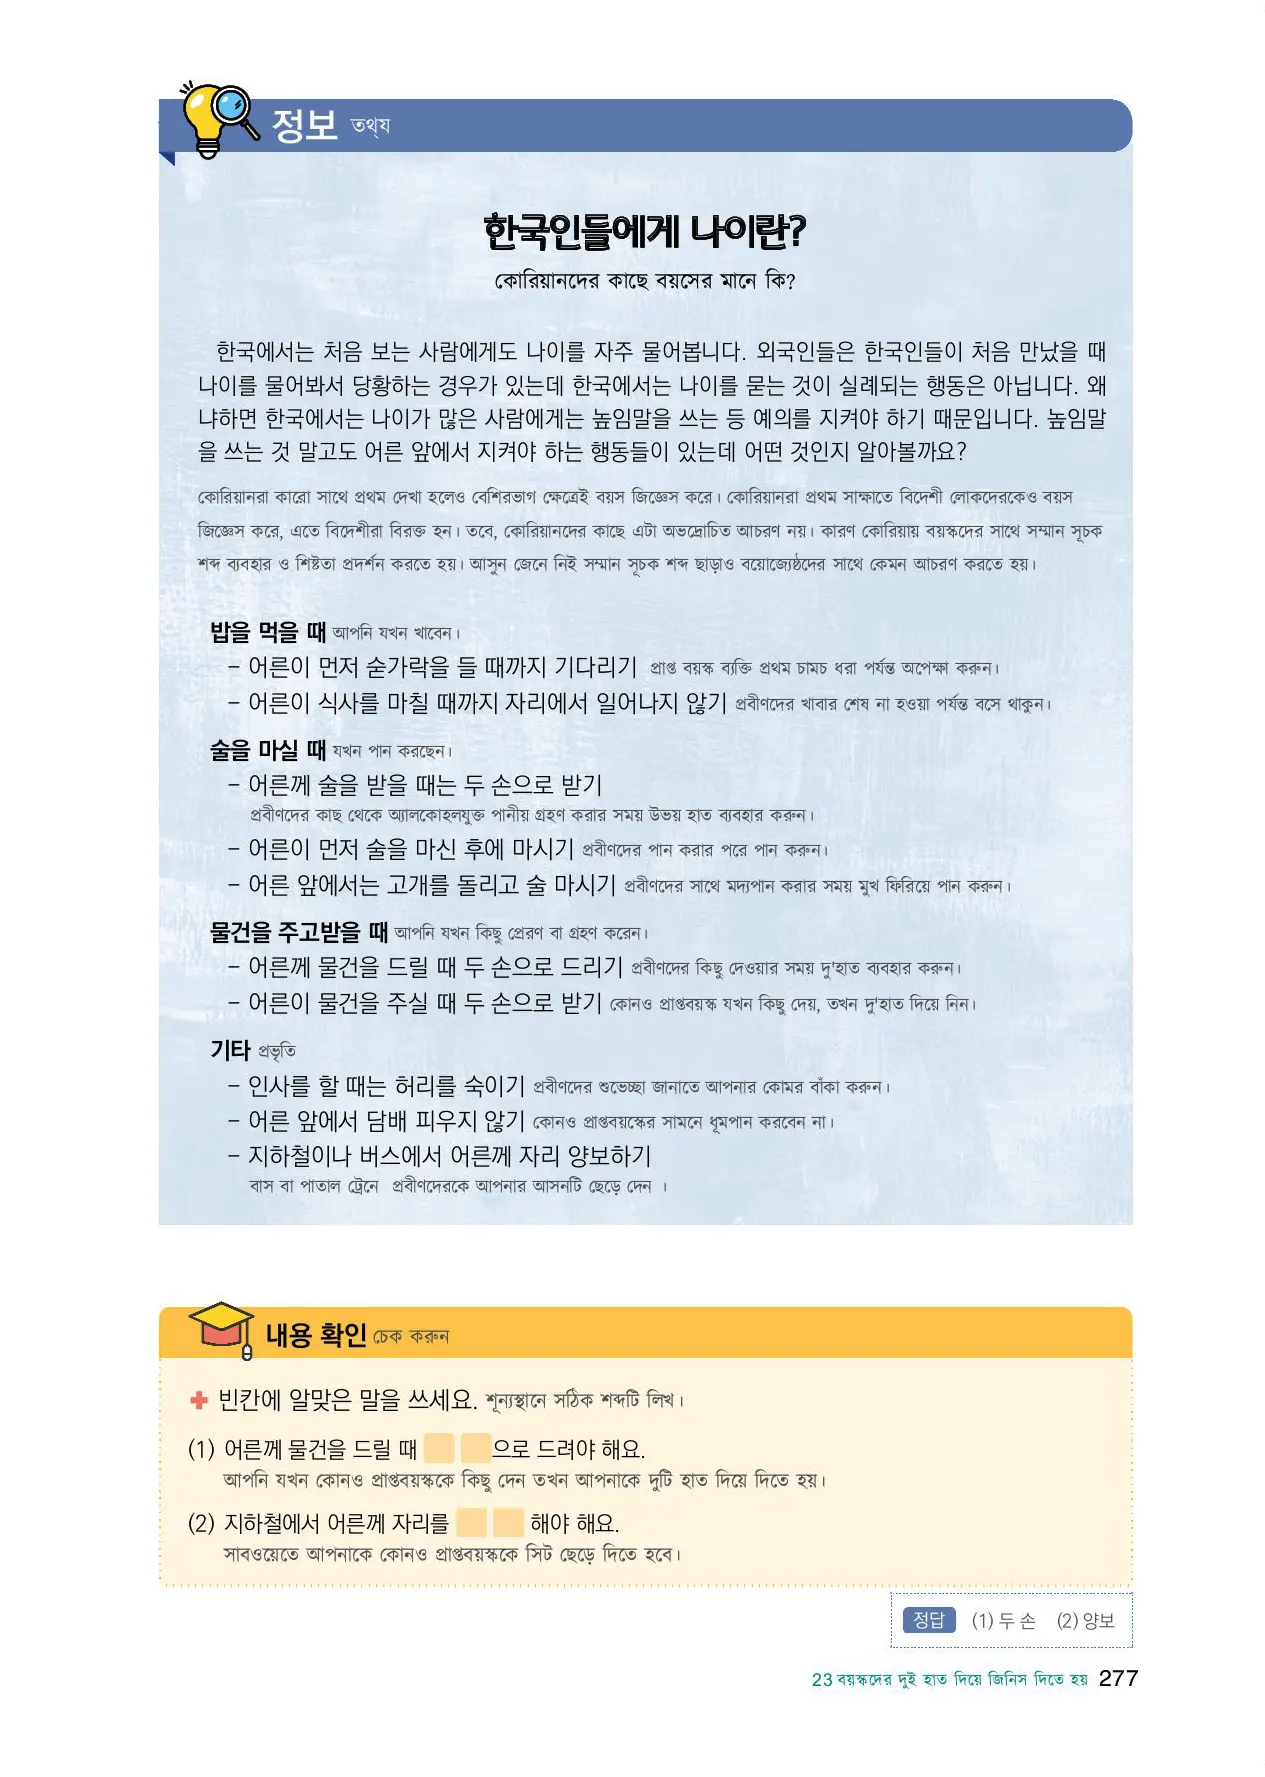 정보 তথ্য
한국인들에게 나이란?
কোরিয়ানদের কাছে বয়সের মানে কি?
한국에서는 처음 보는 사람에게도 나이를 자주 물어봅니다. 외국인들은 한국인들이 처음 만났을 때
나이를 물어봐서 당황하는 경우가 있는데 한국에서는 나이를 묻는 것이 실례되는 행동은 아닙니다. 왜
냐하면 한국에서는 나이가 많은 사람에게는 높임말을 쓰는 등 예의를 지켜야 하기 때문입니다. 높임말
을 쓰는 것 말고도 어른 앞에서 지켜야 하는 행동들이 있는데 어떤 것인지 알아볼까요?
কোরিয়ানরা কারো সাথে প্রথম দেখা হলেও বেশিরভাগ ক্ষেত্রেই বয়স জিজ্ঞেস করে। কোরিয়ানরা প্রথম সাক্ষাতে বিদেশী লোকদেরকেও বয়স
জিজ্ঞেস করে, এতে বিদেশীরা বিরক্ত হন। তবে, কোরিয়ানদের কাছে এটা অভদ্রোচিত আচরণ নয়। কারণ কোরিয়ায় বয়স্কদের সাথে সম্মান সূচক
শব্দ ব্যবহার ও শিষ্টতা প্রদর্শন করতে হয়। আসুন জেনে নিই সম্মান সূচক শব্দ ছাড়াও বয়োজ্যেষ্ঠদের সাথে কেমন আচরণ করতে হয়।
밥을 먹을 때 আপনি যখন খাবেন।
– 어른이 먼저 숟가락을 들 때까지 기다리기 প্রাপ্ত বয়স্ক ব্যক্তি প্রথম চামচ ধরা পর্যন্ত অপেক্ষা করুন।
– 어른이 식사를 마칠 때까지 자리에서 일어나지 않기 প্রবীণদের খাবার শেষ না হওয়া পর্যন্ত বসে থাকুন।
술을 마실 때 যখন পান করছেন।
– 어른께 술을 받을 때는 두 손으로 받기
প্রবীণদের কাছ থেকে অ্যালকোহলযুক্ত পানীয় গ্রহণ করার সময় উভয় হাত ব্যবহার করুন।
– 어른이 먼저 술을 마신 후에 마시기 প্রবীণদের পান করার পরে পান করুন।
– 어른 앞에서는 고개를 돌리고 술 마시기 প্রবীণদের সাথে মদ্যপান করার সময় মুখ ফিরিয়ে পান করুন।
물건을 주고받을 때 আপনি যখন কিছু প্রেরণ বা গ্রহণ করেন।
– 어른께 물건을 드릴 때 두 손으로 드리기 প্রবীণদের কিছু দেওয়ার সময় দু'হাত ব্যবহার করুন।
– 어른이 물건을 주실 때 두 손으로 받기 কোনও প্রাপ্তবয়স্ক যখন কিছু দেয়, তখন দু'হাত দিয়ে নিন।
기타 প্রভৃতি
– 인사를 할 때는 허리를 숙이기 প্রবীণদের শুভেচ্ছা জানাতে আপনার কোমর বাঁকা করুন।
– 어른 앞에서 담배 피우지 않기 কোনও প্রাপ্তবয়স্কের সামনে ধূমপান করবেন না।
– 지하철이나 버스에서 어른께 자리 양보하기
বাস বা পাতাল ট্রেনে প্রবীণদেরকে আপনার আসনটি ছেড়ে দেন ।
내용 확인 চেক করুন
빈칸에 알맞은 말을 쓰세요. শূন্যস্থানে সঠিক শব্দটি লিখ।
(1) 어른께 물건을 드릴 때 으로 드려야 해요.
আপনি যখন কোনও প্রাপ্তবয়স্ককে কিছু দেন তখন আপনাকে দুটি হাত দিয়ে দিতে হয়।
(2) 지하철에서 어른께 자리를 해야 해요.
সাবওয়েতে আপনাকে কোনও প্রাপ্তবয়স্ককে সিট ছেড়ে দিতে হবে।
정답 (1) 두 손 (2) 양보
23 বয়স্কদের দুই হাত দিয়ে জিনিস দিতে হয় 277